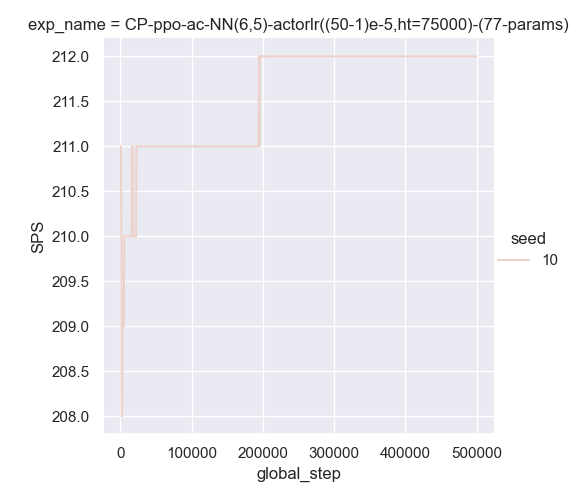 exp_name = CP-ppo-ac-NN(6,5)-actorlr((50-1)e-5,ht=75000)-(77-params)
212.0
211.5
211.0
210.5
210.0
209.5
209.0
208.5
208.0
SPS
0 100000 200000 300000 400000 500000
global_step
seed
10